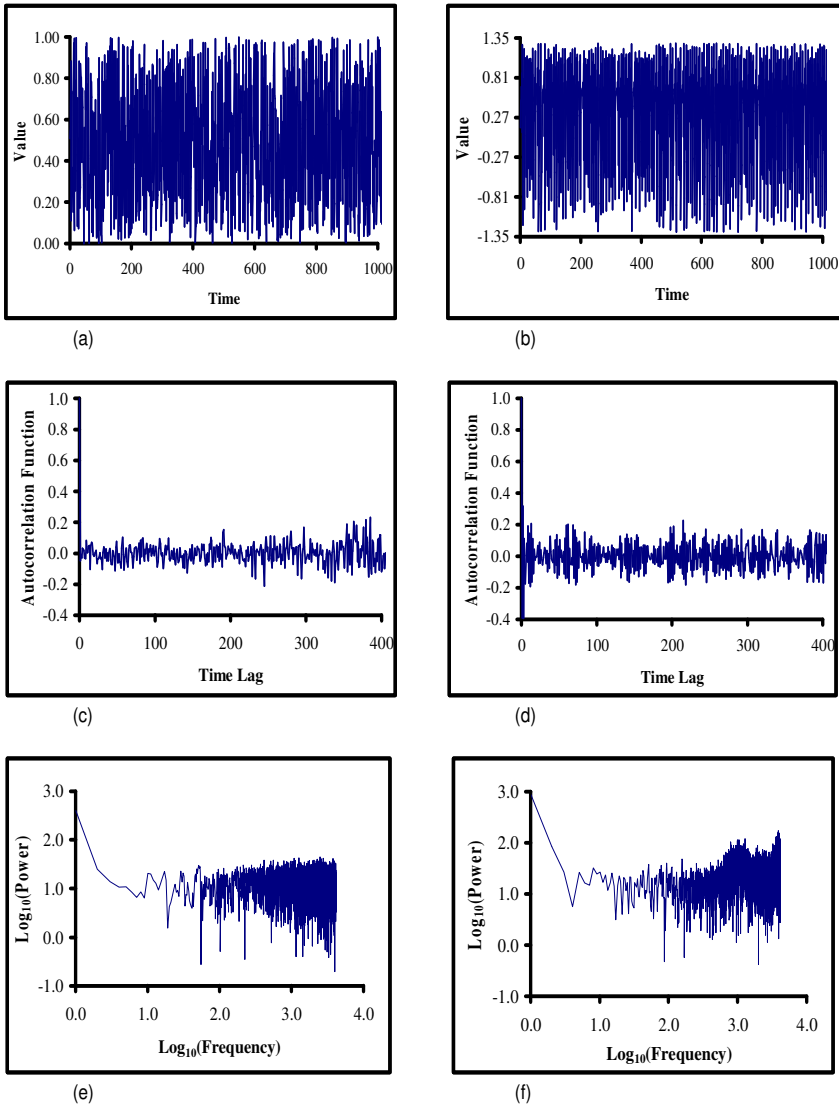 1.00
0.80
0.60
0.40
0.20
0.00
Value
0 200 400 600 800 1000
Time
(a)
1.35
0.81
0.27
-0.27
-0.81
-1.35
Value
0 200 400 600 800 1000
Time
(b)
1.0
0.8
0.6
0.4
0.2
0.0
-0.2
-0.4
Autocorrelation Function
0 100 200 300 400
Time Lag
(c)
1.0
0.8
0.6
0.4
0.2
0.0
-0.2
-0.4
Autocorrelation Function
0 100 200 300 400
Time Lag
(d)
3.0
2.0
1.0
0.0
-1.0
Log10(Power)
0.0 1.0 2.0 3.0 4.0
Log10(Frequency)
(e)
3.0
2.0
1.0
0.0
-1.0
Log10(Power)
0.0 1.0 2.0 3.0 4.0
Log10(Frequency)
(f)